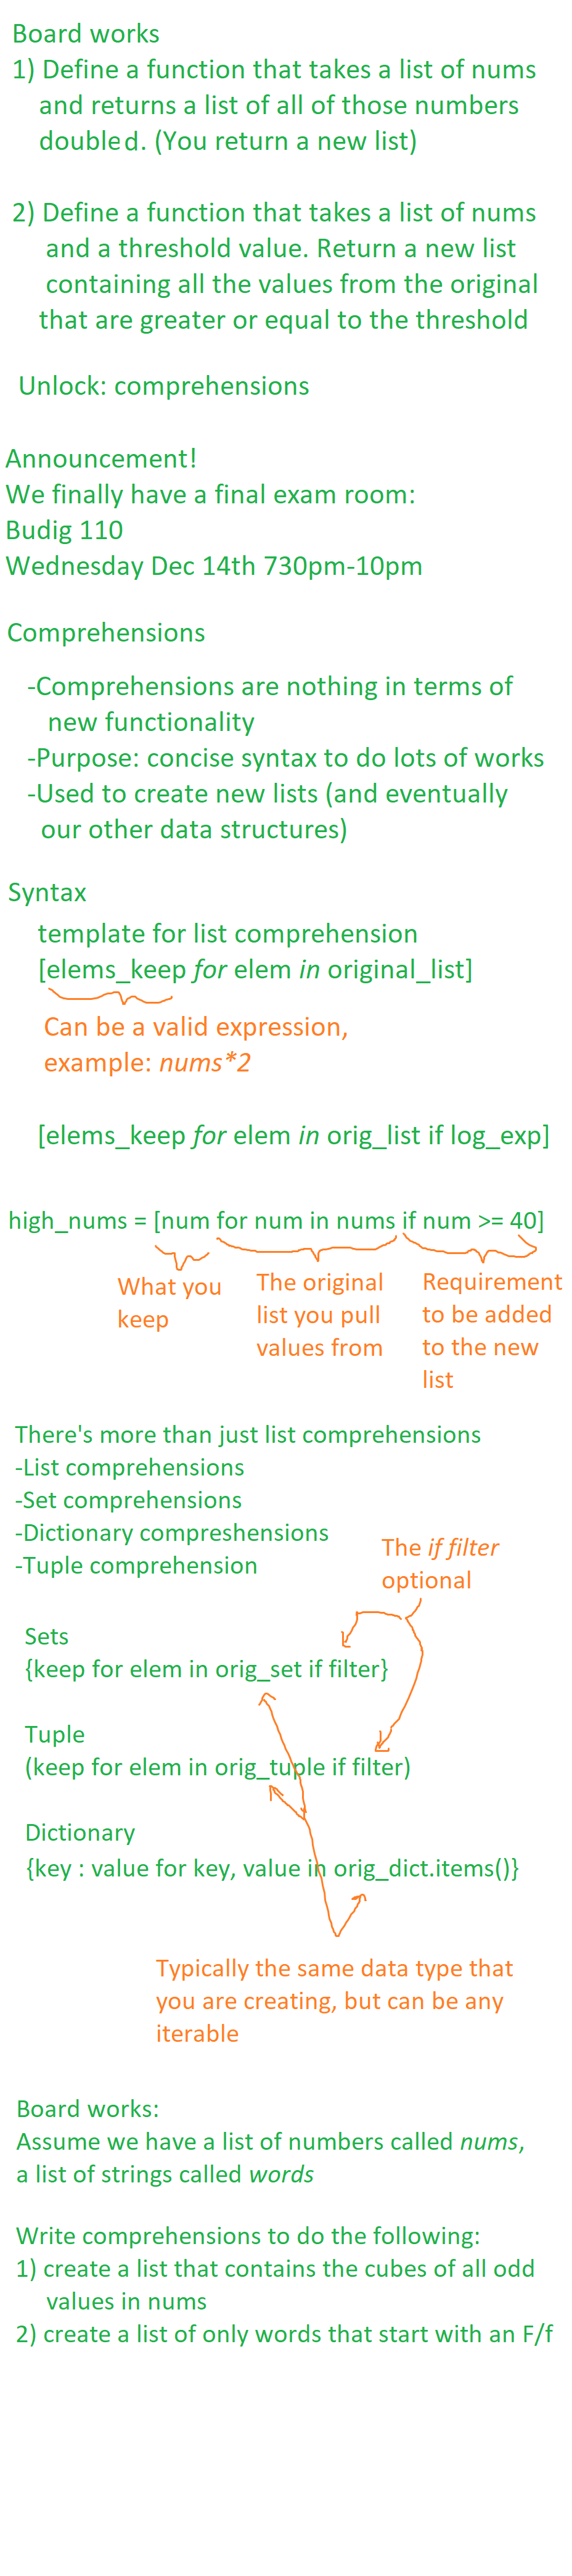 Board works
1) Define a function that takes a list of nums
and returns a list of all of those numbers
doubled. (You return a new list)
2) Define a function that takes a list of nums
and a threshold value. Return a new list
containing all the values from the original
that are greater or equal to the threshold
Unlock: comprehensions
Announcement!
We finally have a final exam room:
Budig 110
Wednesday Dec 14th 730pm-10pm
Comprehensions
-Comprehensions are nothing in terms of
new functionality
-Purpose: concise syntax to do lots of works
-Used to create new lists (and eventually
our other data structures)
Syntax
template for list comprehension
[elems_keep for elem in original_list]
Can be a valid expression,
example: nums*2
[elems_keep for elem in orig_list if log_exp]
high_nums = [num for num in nums if num >= 40]
What you
keep
The original
list you pull
values from
Requirement
to be added
to the new
list
There's more than just list comprehensions
-List comprehensions
-Set comprehensions
-Dictionary compreshensions
-Tuple comprehension
The if filter
optional
Sets
{keep for elem in orig_set if filter}
Tuple
(keep for elem in orig_tuple if filter)
Dictionary
{key : value for key, value in orig_dict.items()}
Typically the same data type that
you are creating, but can be any
iterable
Board works:
Assume we have a list of numbers called nums,
a list of strings called words
Write comprehensions to do the following:
1) create a list that contains the cubes of all odd
values in nums
2) create a list of only words that start with an F/f